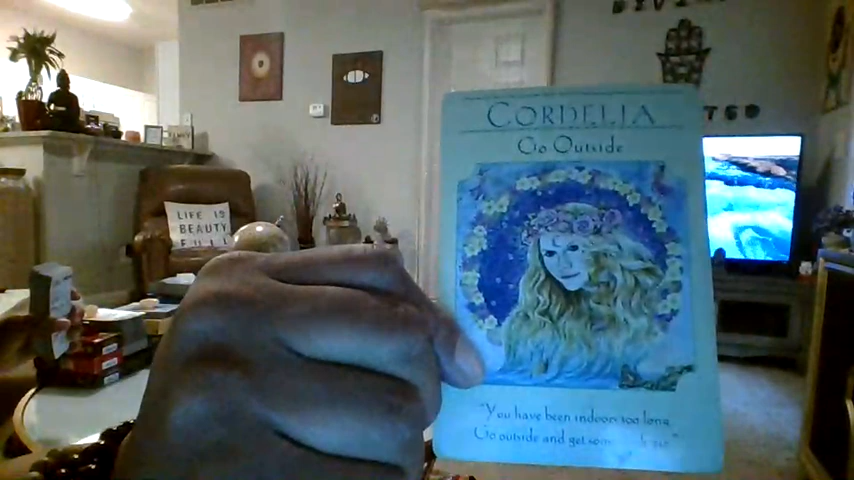 CORDELIA
Go Outside
LIFE IS
BEAUTY
FULL
"You have been indoors too long.
Go outside and get some